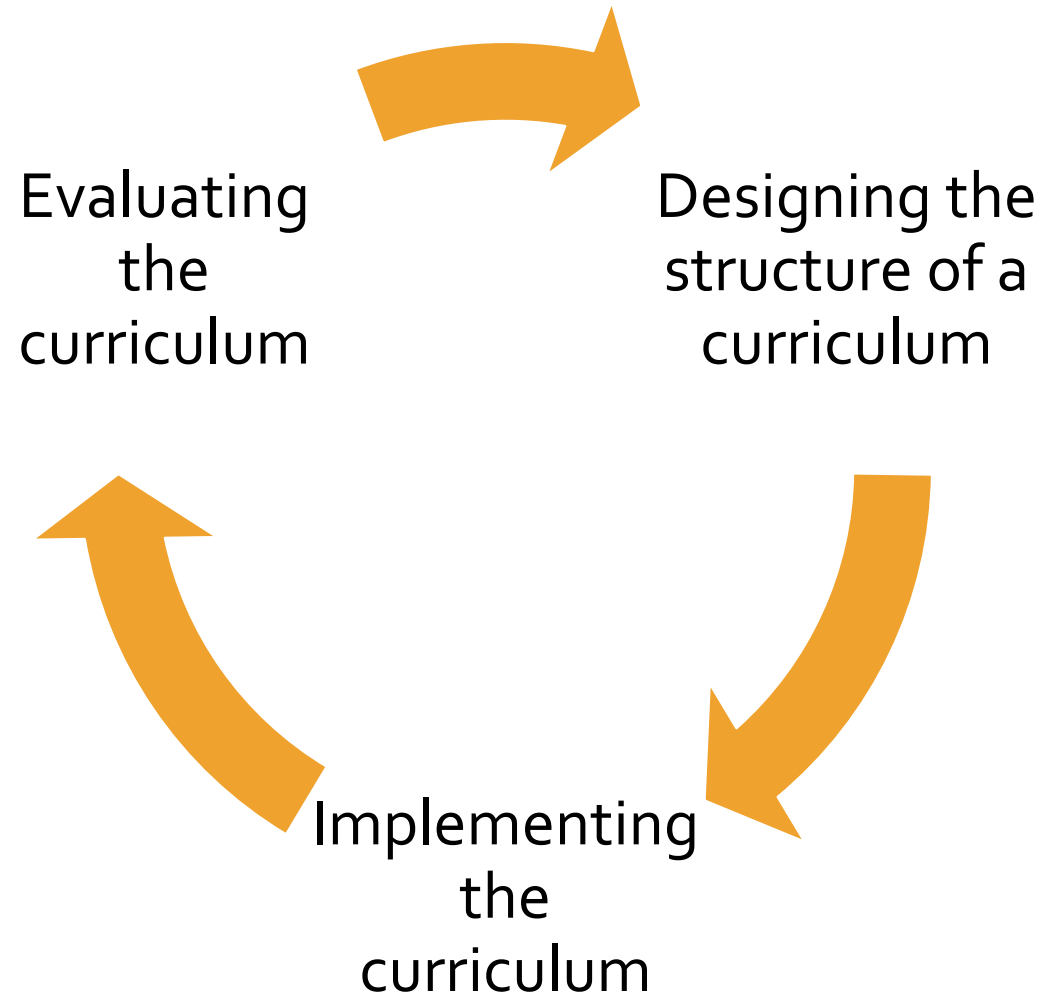 Evaluating
the
curriculum
Designing the
structure of a
curriculum
Implementing
the
curriculum